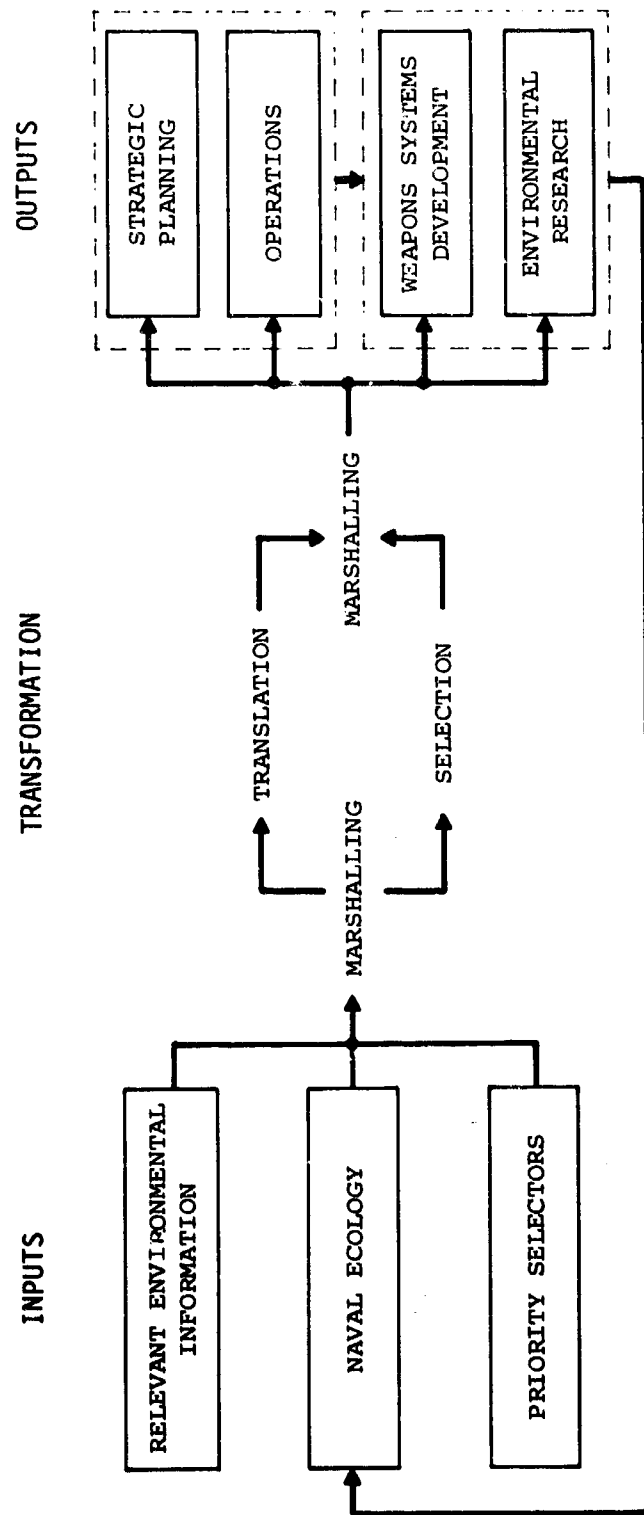 INPUTS
TRANSFORMATION
OUTPUTS
RELEVANT ENVIRONMENTAL
INFORMATION
NAVAL ECOLOGY
PRIORITY SELECTORS
MARSHALLING
TRANSLATION
SELECTION
MARSHALLING
STRATEGIC
PLANNING
OPERATIONS
WEAPONS SYSTEMS
DEVELOPMENT
ENVIRONMENTAL
RESEARCH